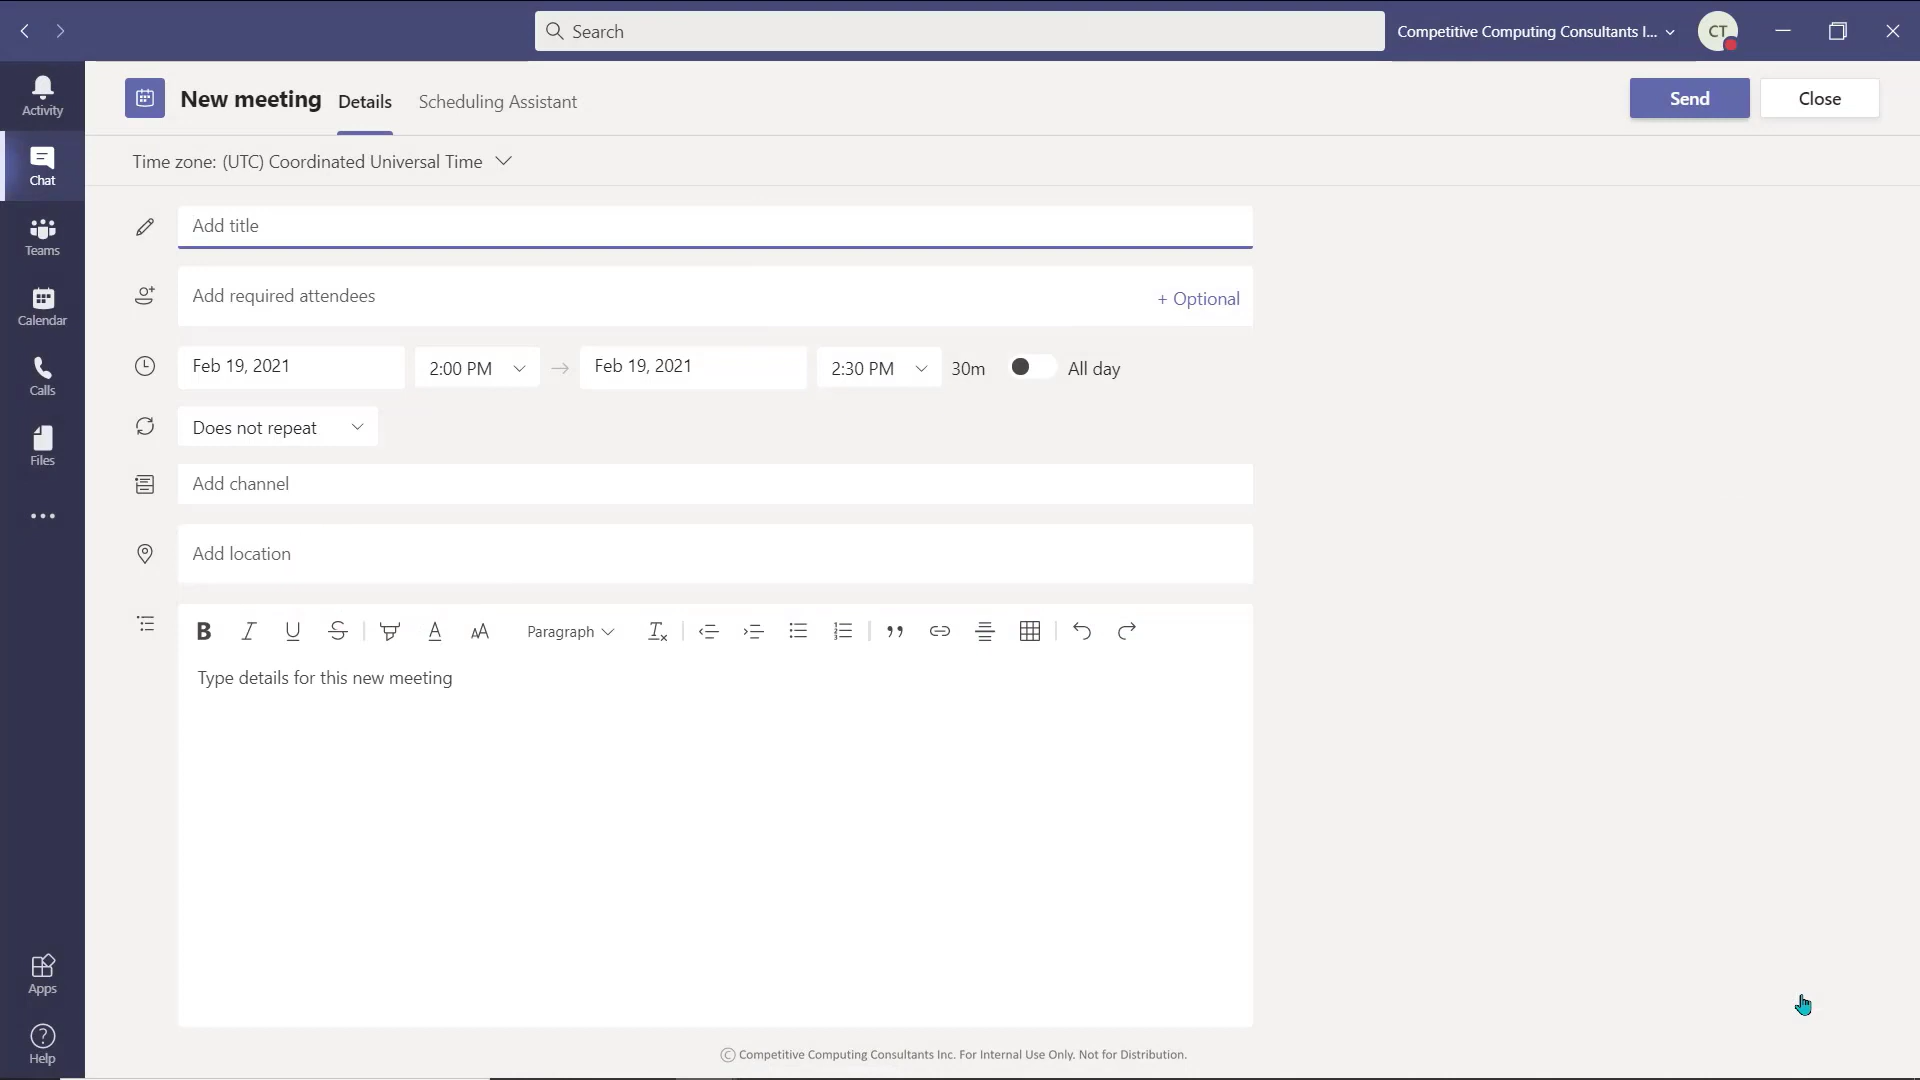 Search
Competitive Computing Consultants I...
CT
Activity
Chat
Teams
Calendar
Calls
Files
Apps
Help
New meeting
Details
Scheduling Assistant
Send
Close
Time zone: (UTC) Coordinated Universal Time
Add title
Add required attendees
+ Optional
Feb 19, 2021
2:00 PM
Feb 19, 2021
2:30 PM
30m
All day
Does not repeat
Add channel
Add location
Paragraph
Type details for this new meeting
© Competitive Computing Consultants Inc. For Internal Use Only. Not for Distribution.